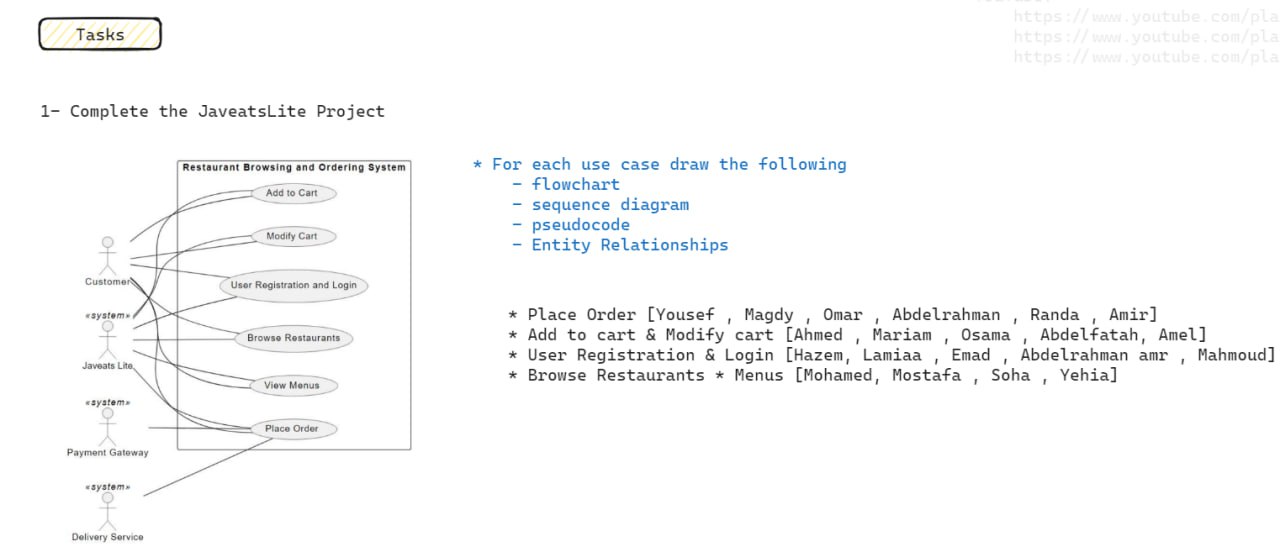 https://www.youtube.com/pla
https://www.youtube.com/pla
https://www.youtube.com/pla
Tasks
1- Complete the JaveatsLite Project
Restaurant Browsing and Ordering System
Add to Cart
Modify Cart
Customer
User Registration and Login
«system»
Javeats Lite
Browse Restaurants
View Menus
«system»
Payment Gateway
Place Order
«system»
Delivery Service
* For each use case draw the following
- flowchart
- sequence diagram
- pseudocode
- Entity Relationships
* Place Order [Yousef , Magdy , Omar , Abdelrahman , Randa , Amir]
* Add to cart & Modify cart [Ahmed , Mariam , Osama , Abdelfatah, Amel]
* User Registration & Login [Hazem, Lamiaa , Emad , Abdelrahman amr , Mahmoud]
* Browse Restaurants * Menus [Mohamed, Mostafa , Soha , Yehia]